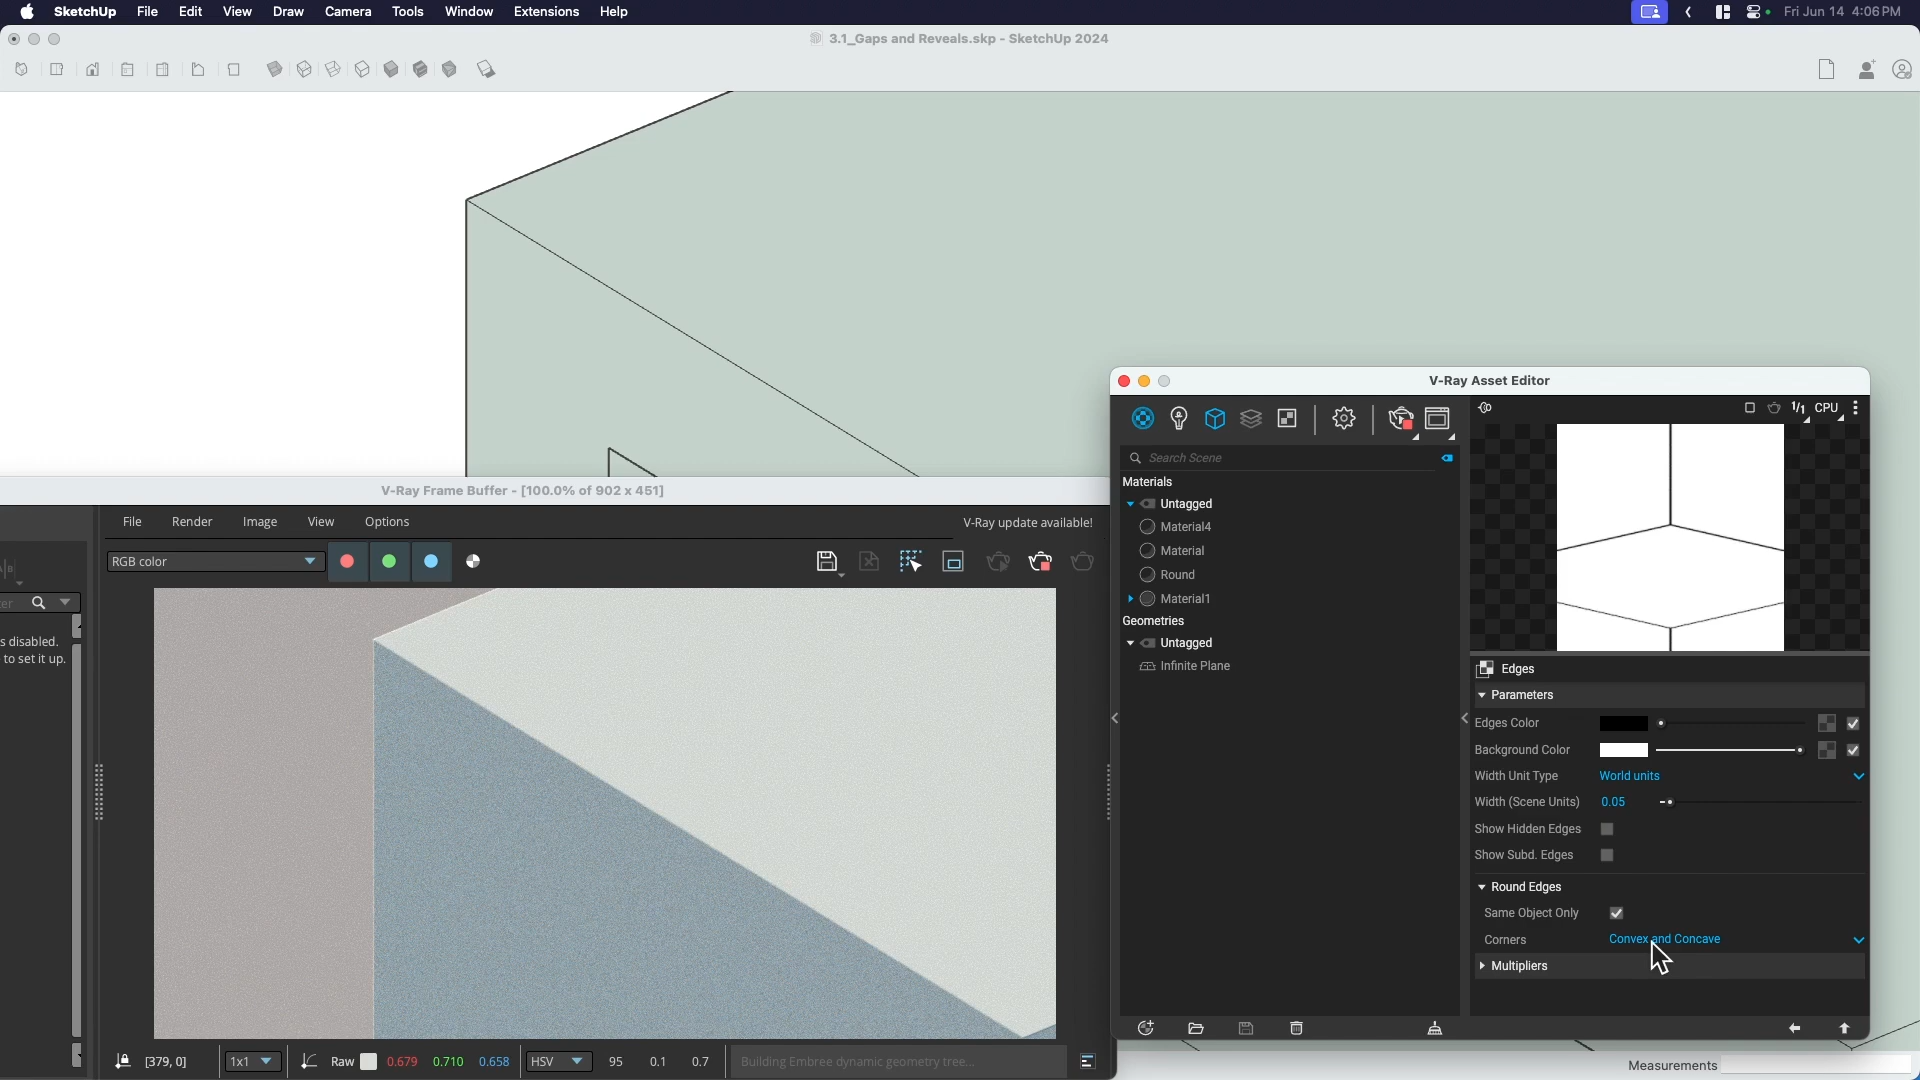 SketchUp File Edit View Draw Camera Tools Window Extensions Help Fri Jun 14 4:06 PM
3.1_Gaps and Reveals.skp - SketchUp 2024
V-Ray Asset Editor
1/1 CPU
Search Scene
Materials
Untagged
Material4
Material
Round
Material1
Geometries
Untagged
Infinite Plane
Edges
Parameters
Edges Color
Background Color
Width Unit Type World units
Width (Scene Units) 0.05
Show Hidden Edges
Show Subd. Edges
Round Edges
Same Object Only
Corners Convex and Concave
Multipliers
V-Ray Frame Buffer - [100.0% of 902 x 451]
File Render Image View Options V-Ray update available!
RGB color
s disabled.
to set it up.
[379, 0] 1x1 Raw 0.679 0.710 0.658 HSV 95 0.1 0.7 Building Embree dynamic geometry tree...
Measurements